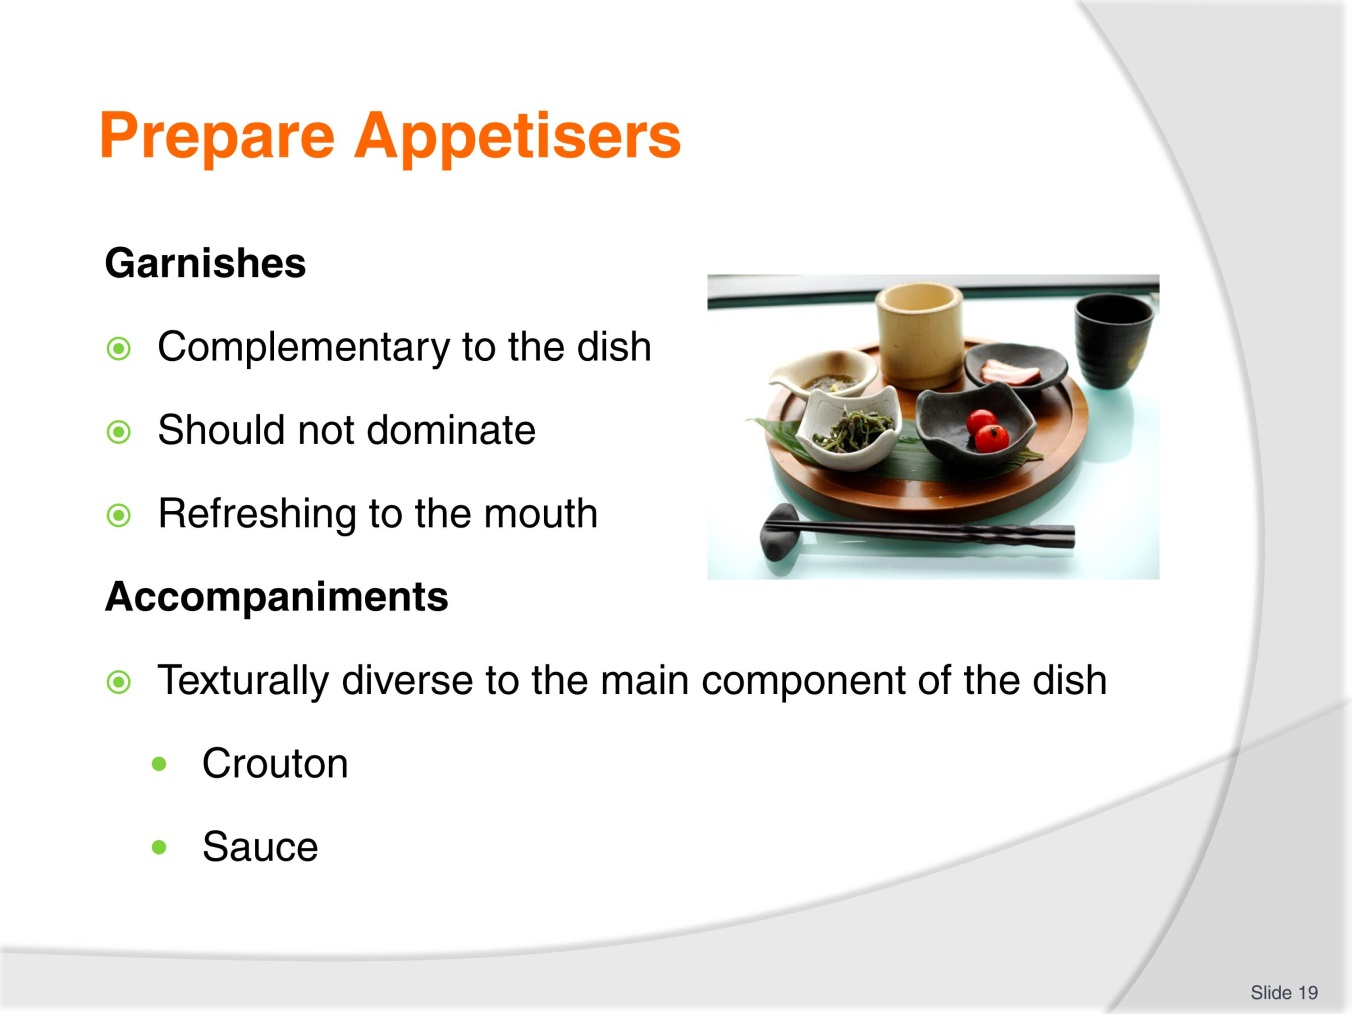 Prepare Appetisers
Garnishes
Complementary to the dish
Should not dominate
Refreshing to the mouth
Accompaniments
Texturally diverse to the main component of the dish
Crouton
Sauce
Slide 19